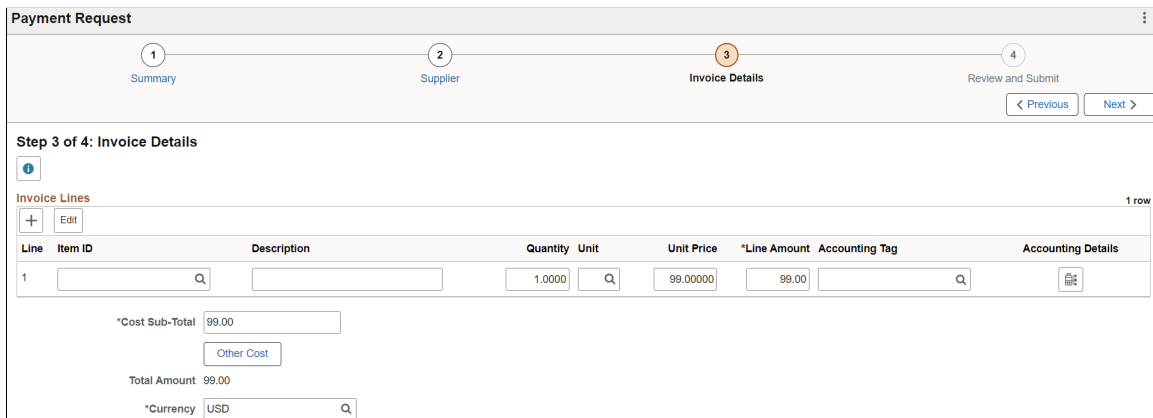 Payment Request
1 2 3 4
Summary Supplier Invoice Details Review and Submit
Previous Next
Step 3 of 4: Invoice Details
Invoice Lines 1 row
Edit
Line Item ID Description Quantity Unit Unit Price *Line Amount Accounting Tag Accounting Details
1 1.0000 99.00000 99.00
*Cost Sub-Total 99.00
Other Cost
Total Amount 99.00
*Currency USD